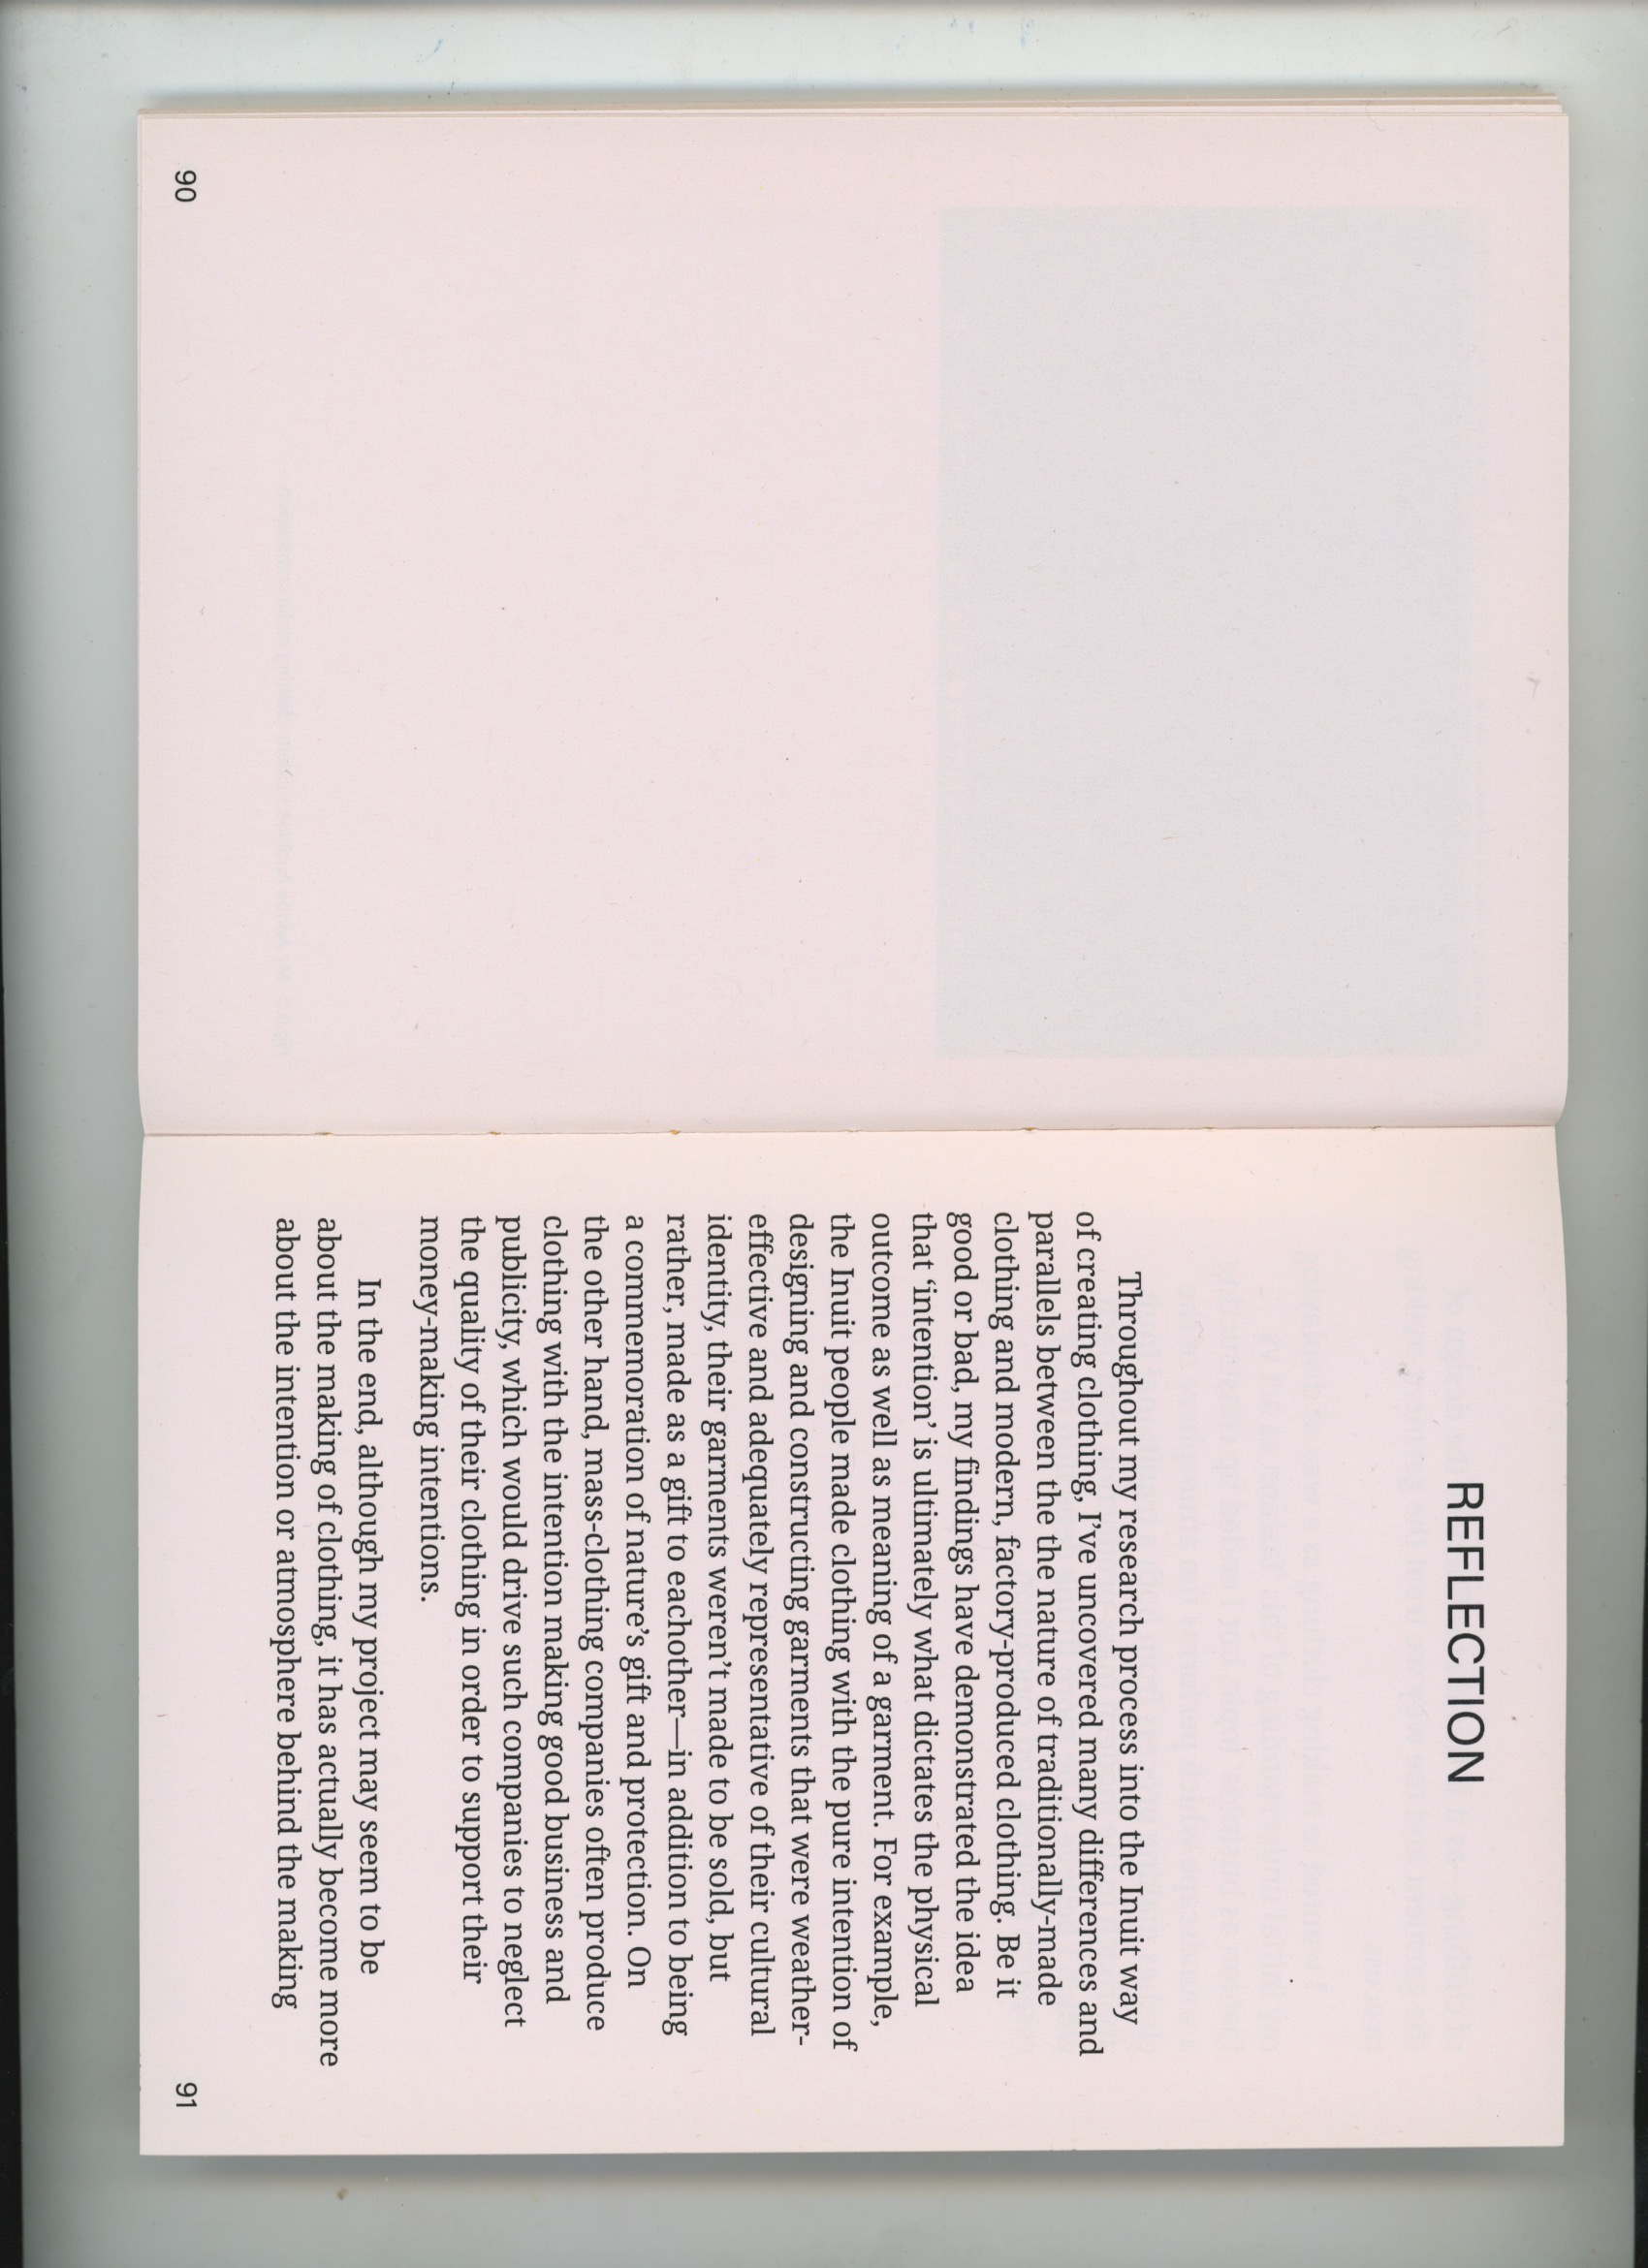 REFLECTION
Throughout my research process into the Inuit way
of creating clothing, I’ve uncovered many differences and
parallels between the the nature of traditionally-made
clothing and modern, factory-produced clothing. Be it
good or bad, my findings have demonstrated the idea
that ‘intention’ is ultimately what dictates the physical
outcome as well as meaning of a garment. For example,
the Inuit people made clothing with the pure intention of
designing and constructing garments that were weather-
effective and adequately representative of their cultural
identity, their garments weren’t made to be sold, but
rather, made as a gift to eachother—in addition to being
a commemoration of nature’s gift and protection. On
the other hand, mass-clothing companies often produce
clothing with the intention making good business and
publicity, which would drive such companies to neglect
the quality of their clothing in order to support their
money-making intentions.
In the end, although my project may seem to be
about the making of clothing, it has actually become more
about the intention or atmosphere behind the making
90
91